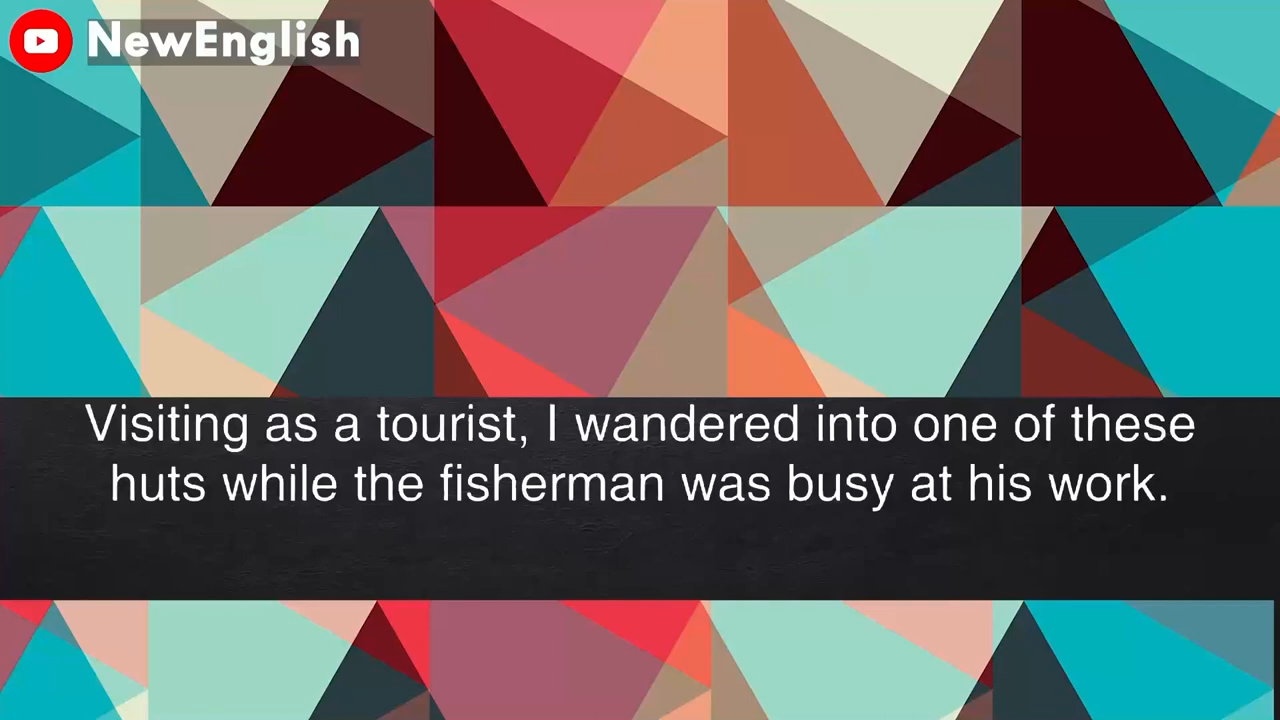 NewEnglish
Visiting as a tourist, I wandered into one of these
huts while the fisherman was busy at his work.